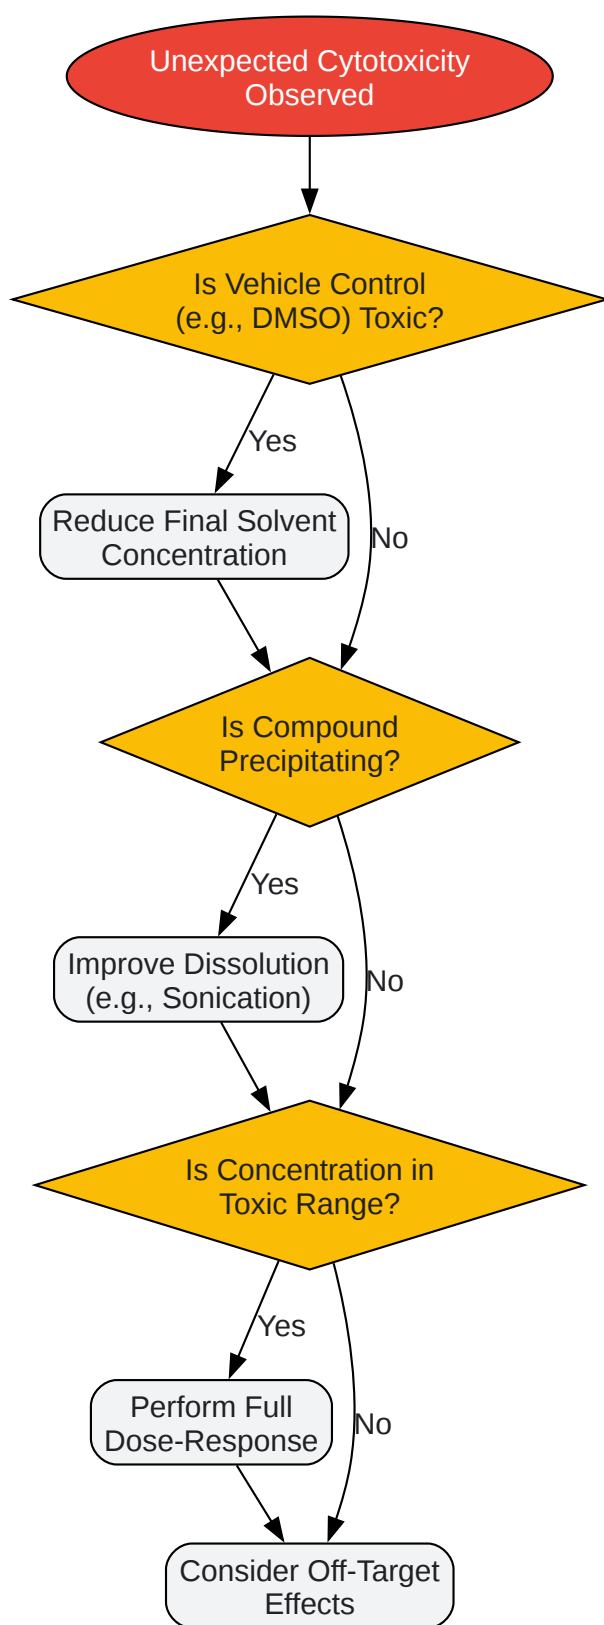 Unexpected Cytotoxicity
Observed
Is Vehicle Control
(e.g., DMSO) Toxic?
Yes
Reduce Final Solvent
Concentration
No
Is Compound
Precipitating?
Yes
Improve Dissolution
(e.g., Sonication)
No
Is Concentration in
Toxic Range?
Yes
Perform Full
Dose-Response
No
Consider Off-Target
Effects